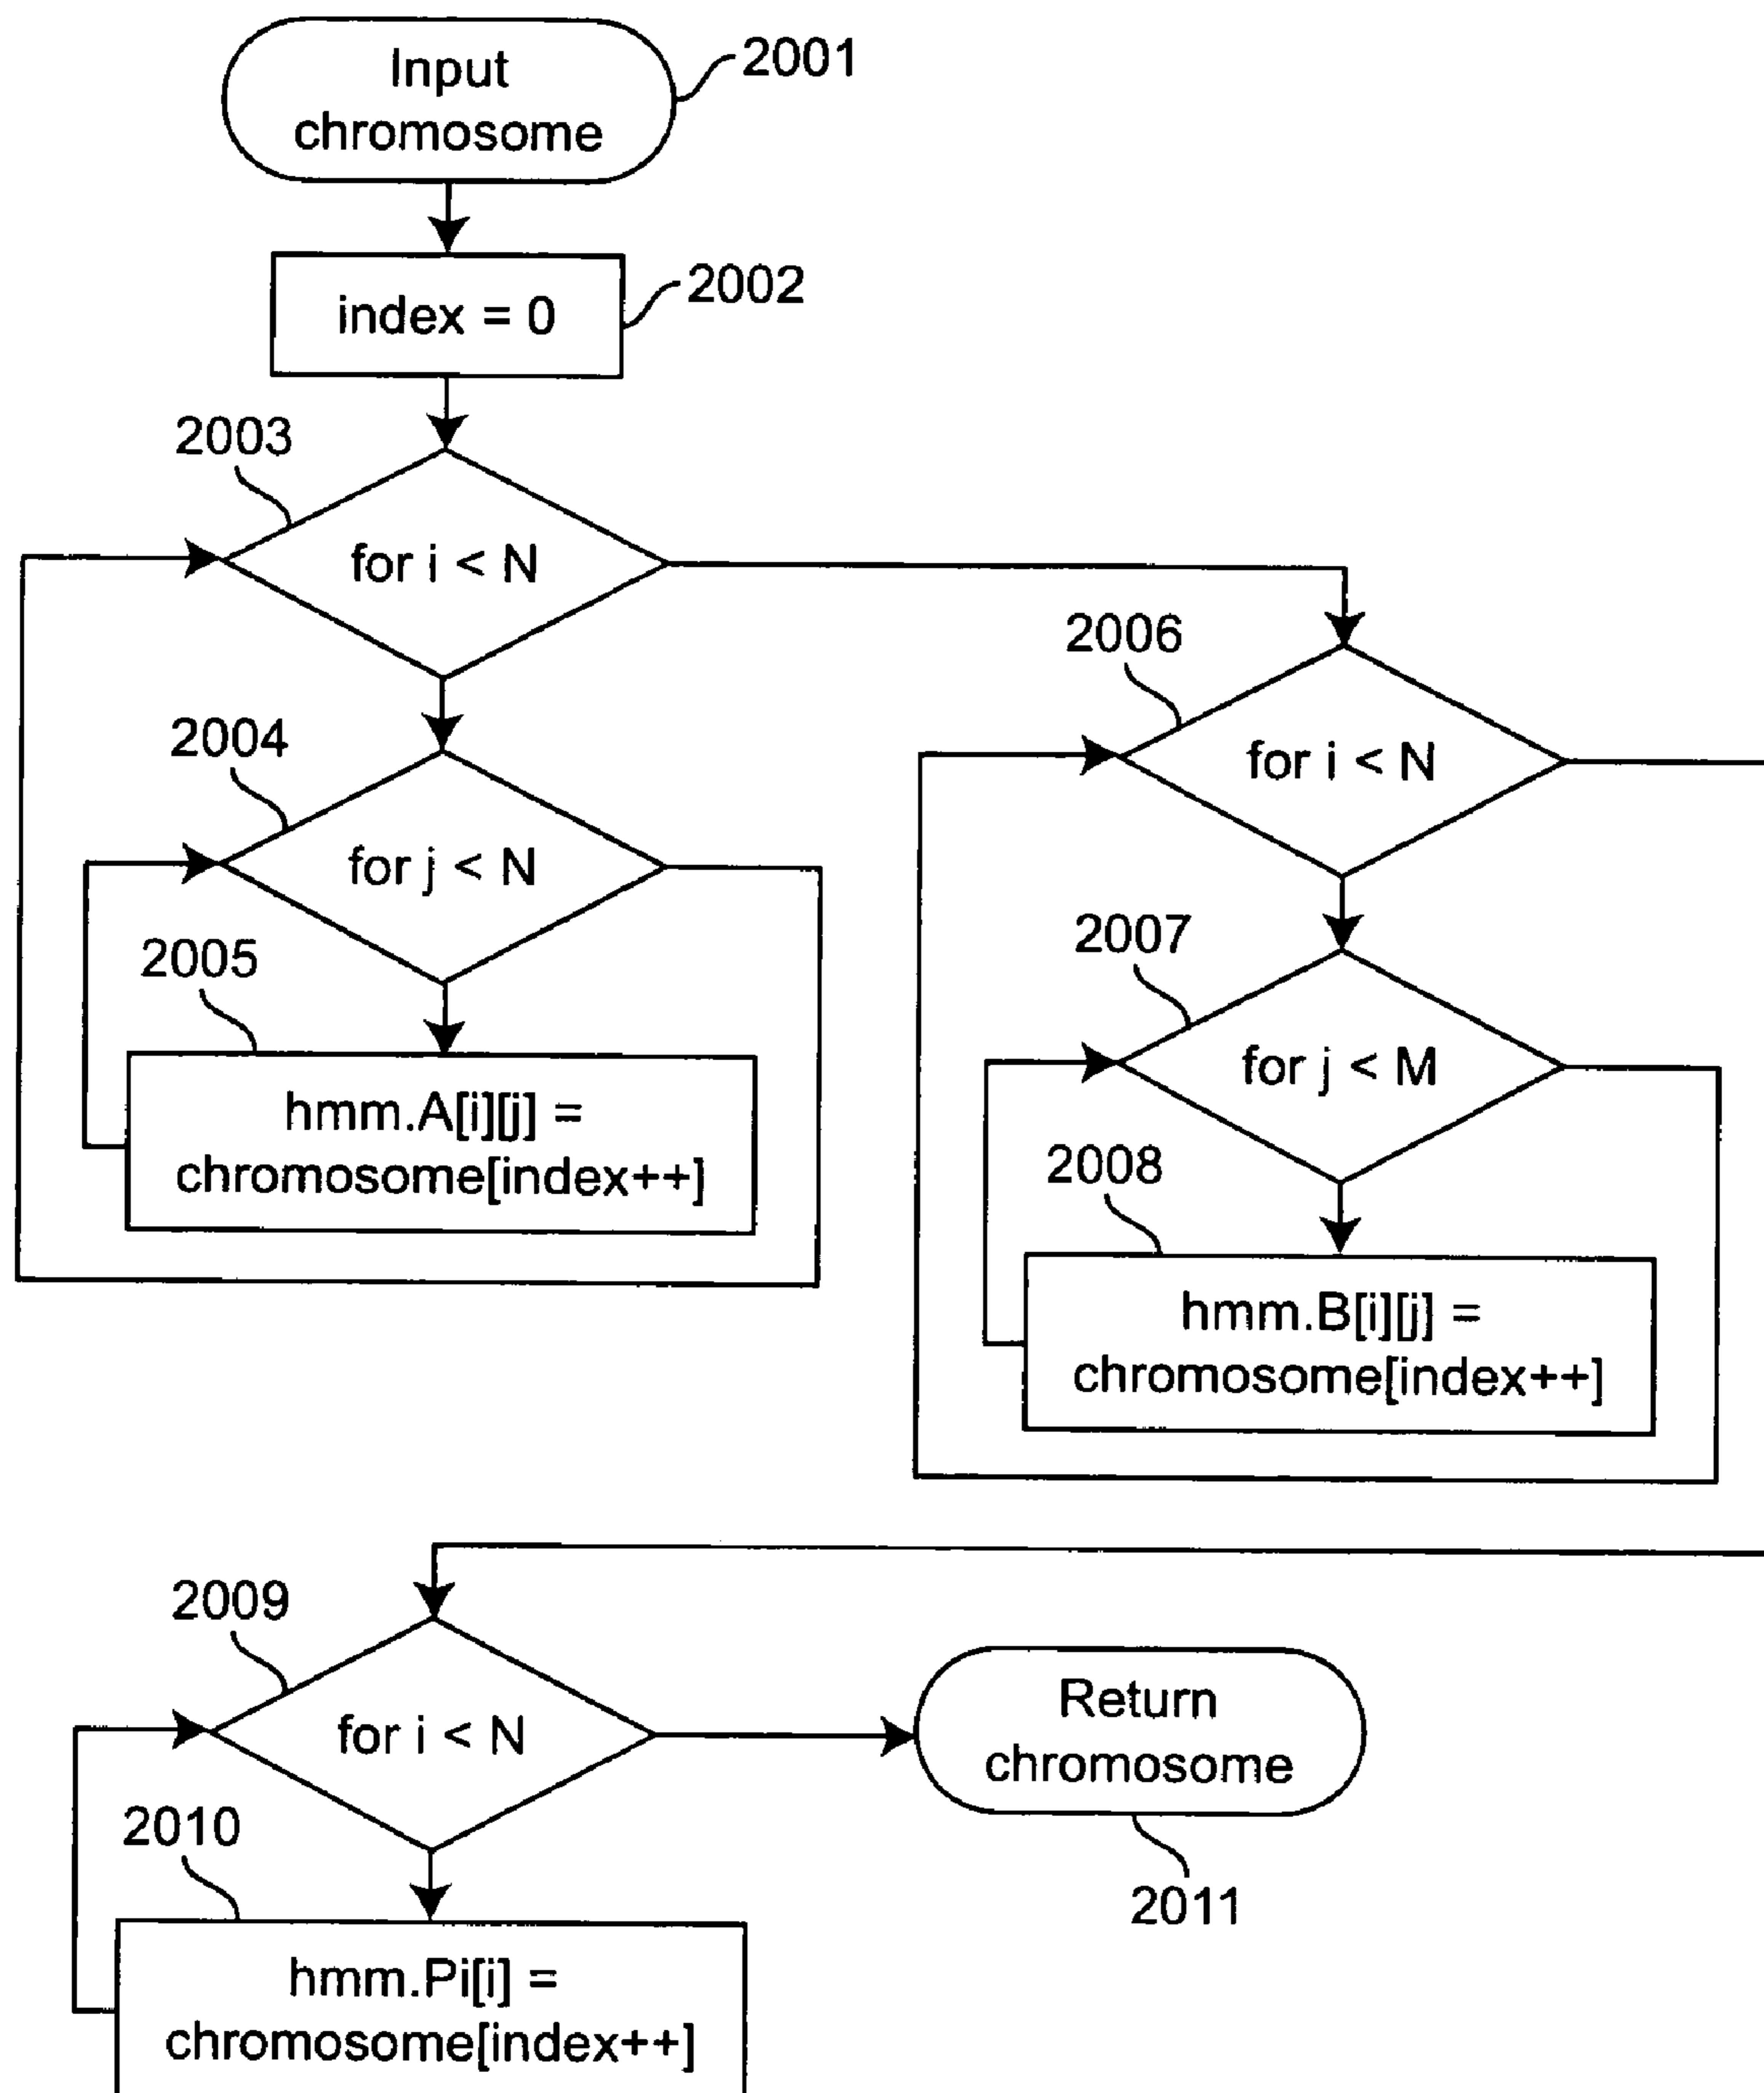 Input
chromosome
2001
index = 0
2002
2003
for i < N
2004
for j < N
2005
hmm.A[i][j] =
chromosome[index++]
2006
for i < N
2007
for j < M
2008
hmm.B[i][j] =
chromosome[index++]
2009
for i < N
2010
hmm.Pi[i] =
chromosome[index++]
Return
chromosome
2011